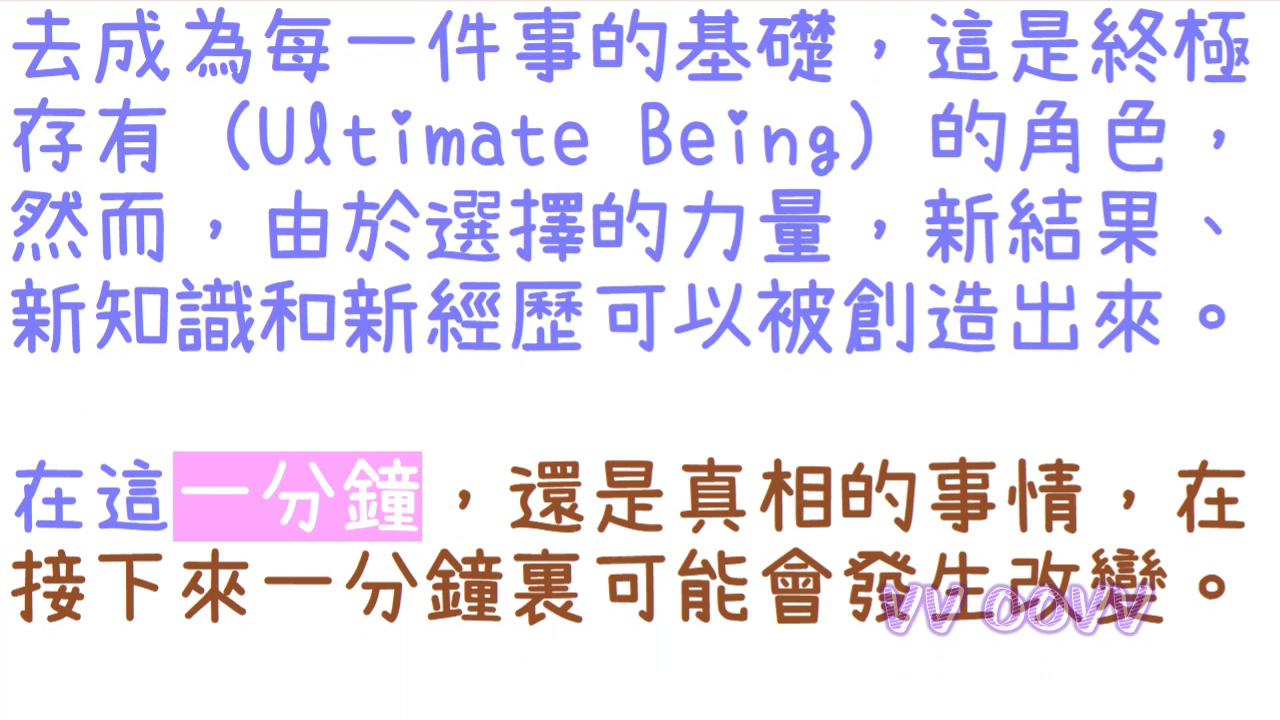 去成為每一件事的基礎，這是終極
存有（Ultimate Being）的角色，
然而，由於選擇的力量，新結果、
新知識和新經歷可以被創造出來。
在這一分鐘，還是真相的事情，在
接下來一分鐘裏可能會發生改變。
VV OOVV